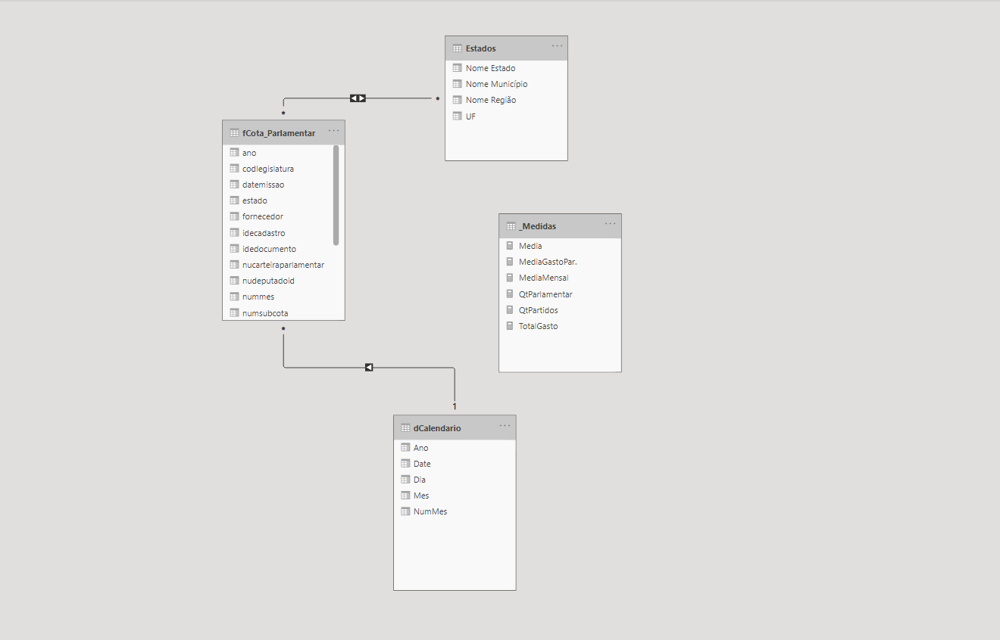 Estados
Nome Estado
Nome Município
Nome Região
UF
*
*
fCota_Parlamentar
ano
codlegislatura
datemissao
estado
fornecedor
idecadastro
idedocumento
nucarteiraparlamentar
nudeputadoid
nummes
numsubcota
*
_Medidas
Media
MediaGastoPar.
MediaMensal
QtParlamentar
QtPartidos
TotalGasto
1
dCalendario
Ano
Date
Dia
Mes
NumMes